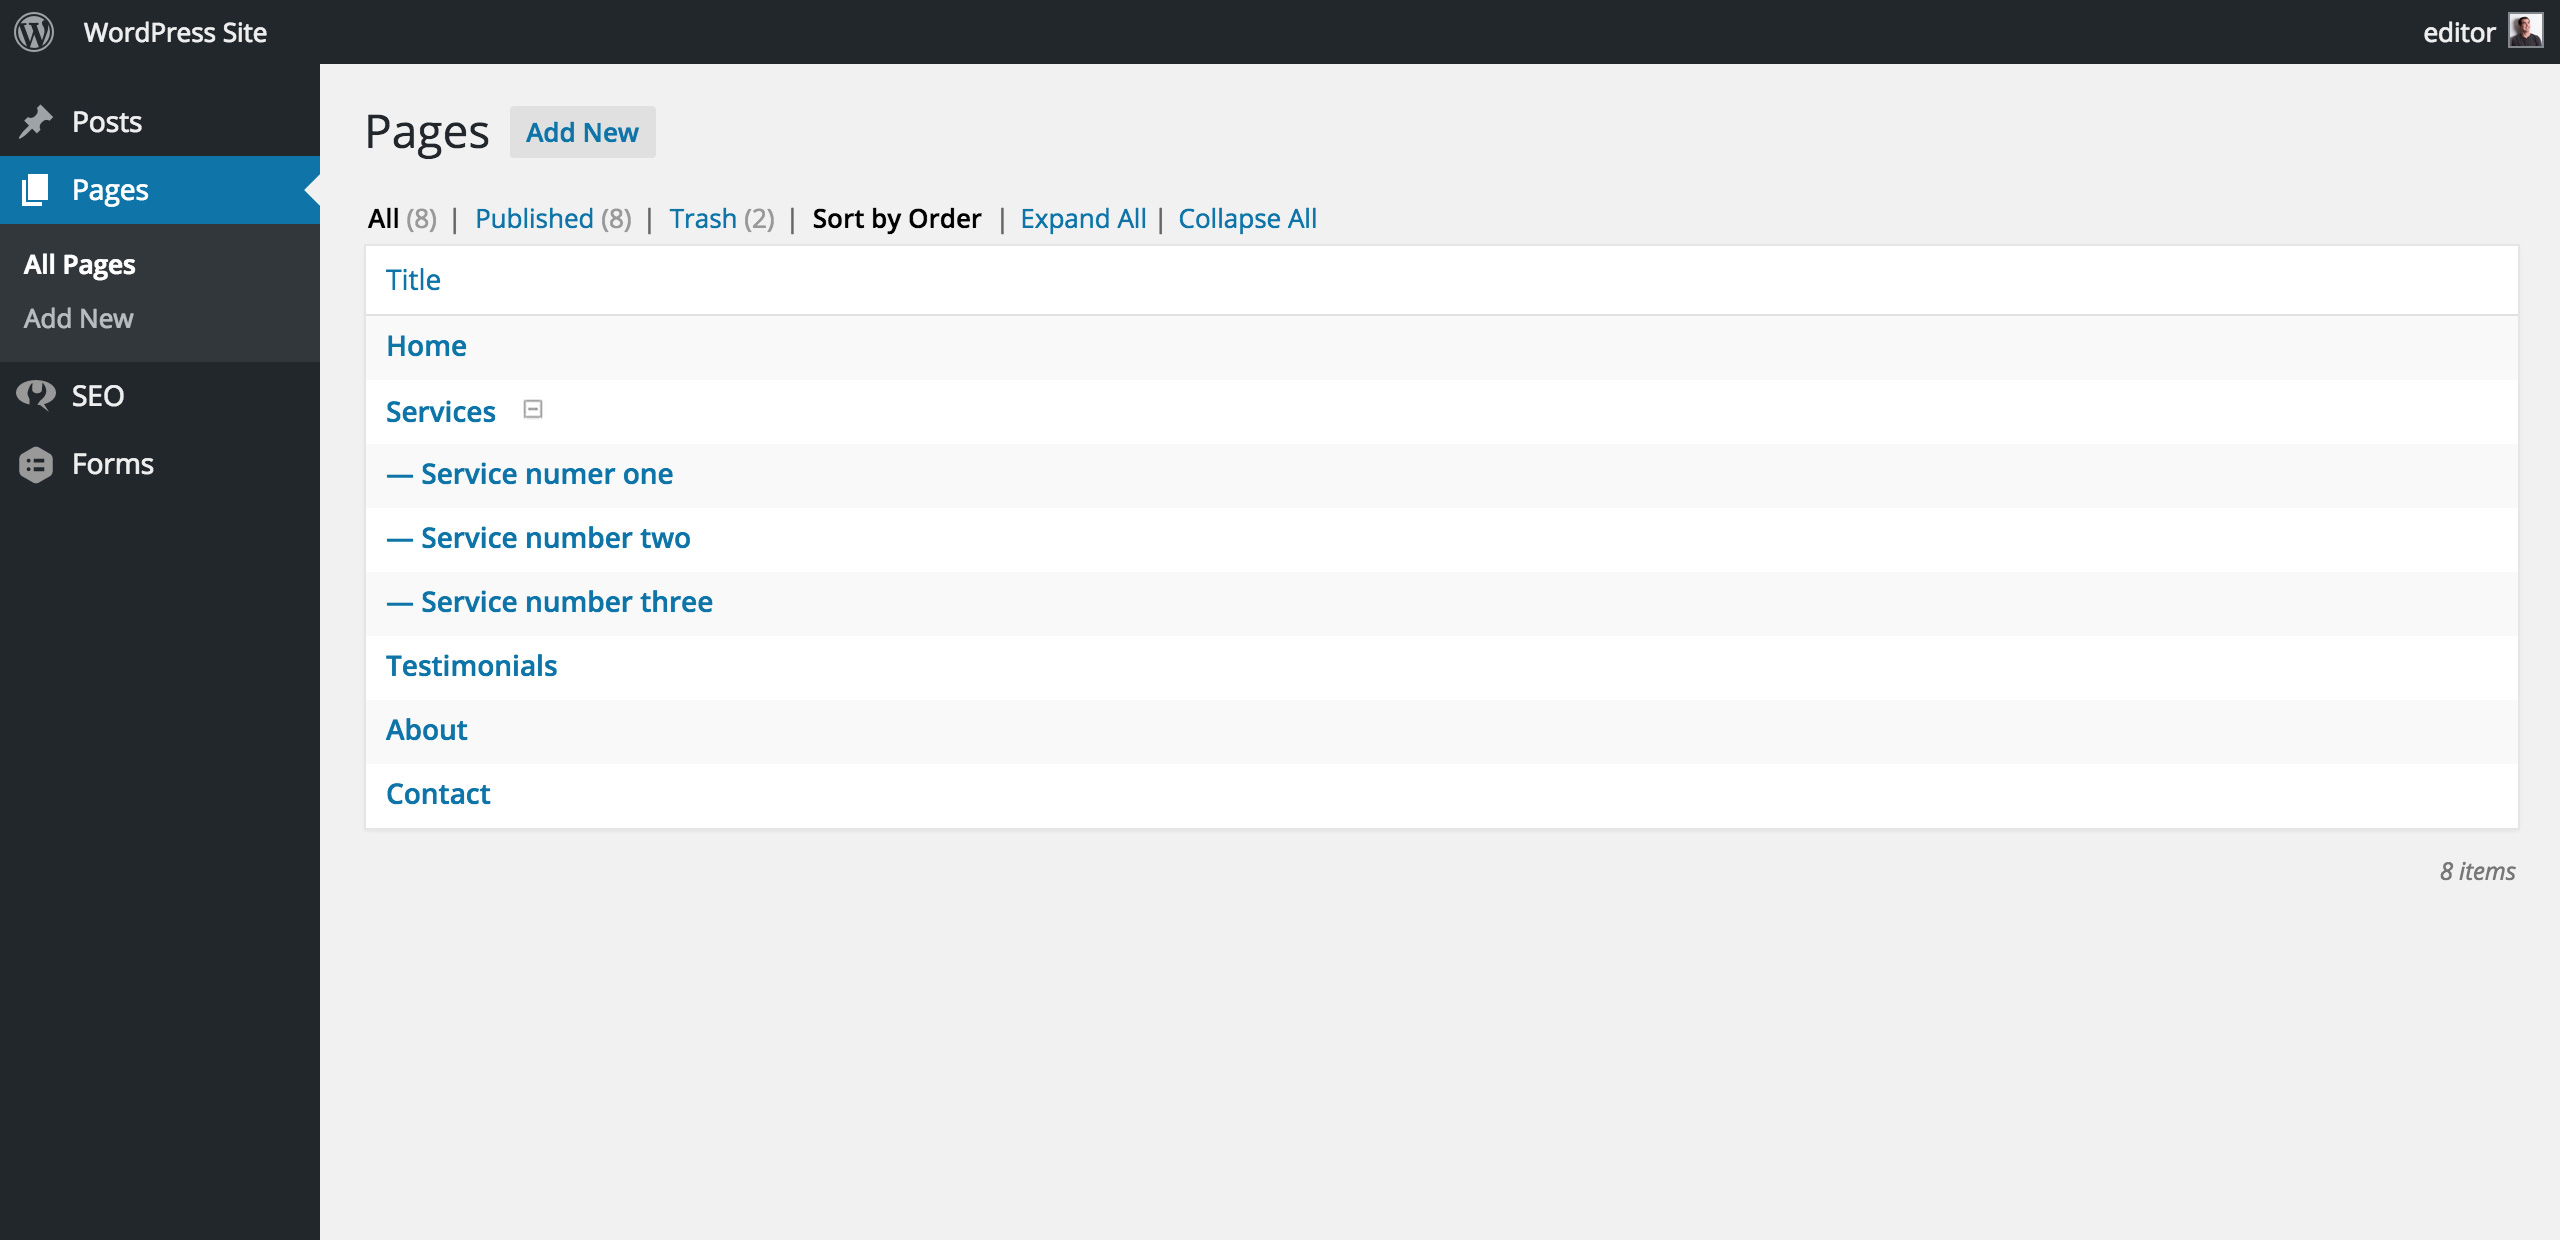 WordPress Site
editor
Posts
Pages
All Pages
Add New
SEO
Forms
Pages Add New
All (8) | Published (8) | Trash (2) | Sort by Order | Expand All | Collapse All
Title
Home
Services
— Service numer one
— Service number two
— Service number three
Testimonials
About
Contact
8 items